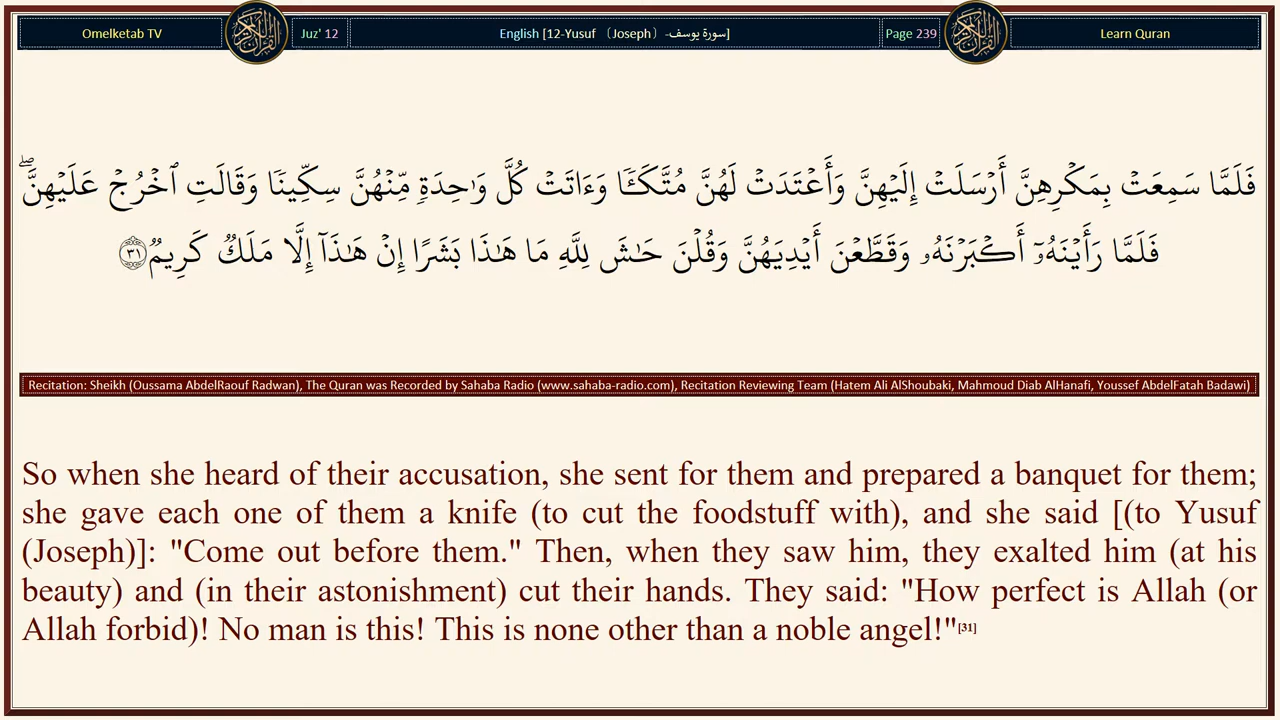 Omelketab TV
Juz' 12
English [12-Yusuf （Joseph）-سورة يوسف]
Page 239
Learn Quran
فَلَمَّا سَمِعَتۡ بِمَكۡرِهِنَّ أَرۡسَلَتۡ إِلَيۡهِنَّ وَأَعۡتَدَتۡ لَهُنَّ مُتَّكَـٔٗا وَءَاتَتۡ كُلَّ وَٰحِدَةٖ مِّنۡهُنَّ سِكِّينٗا وَقَالَتِ ٱخۡرُجۡ عَلَيۡهِنَّۖ
فَلَمَّا رَأَيۡنَهُۥٓ أَكۡبَرۡنَهُۥ وَقَطَّعۡنَ أَيۡدِيَهُنَّ وَقُلۡنَ حَٰشَ لِلَّهِ مَا هَٰذَا بَشَرًا إِنۡ هَٰذَآ إِلَّا مَلَكٞ كَرِيمٞ ٣١
Recitation: Sheikh (Oussama AbdelRaouf Radwan), The Quran was Recorded by Sahaba Radio (www.sahaba-radio.com), Recitation Reviewing Team (Hatem Ali AlShoubaki, Mahmoud Diab AlHanafi, Youssef AbdelFatah Badawi)
So when she heard of their accusation, she sent for them and prepared a banquet for them;
she gave each one of them a knife (to cut the foodstuff with), and she said [(to Yusuf
(Joseph)]: "Come out before them." Then, when they saw him, they exalted him (at his
beauty) and (in their astonishment) cut their hands. They said: "How perfect is Allah (or
Allah forbid)! No man is this! This is none other than a noble angel!"[31]